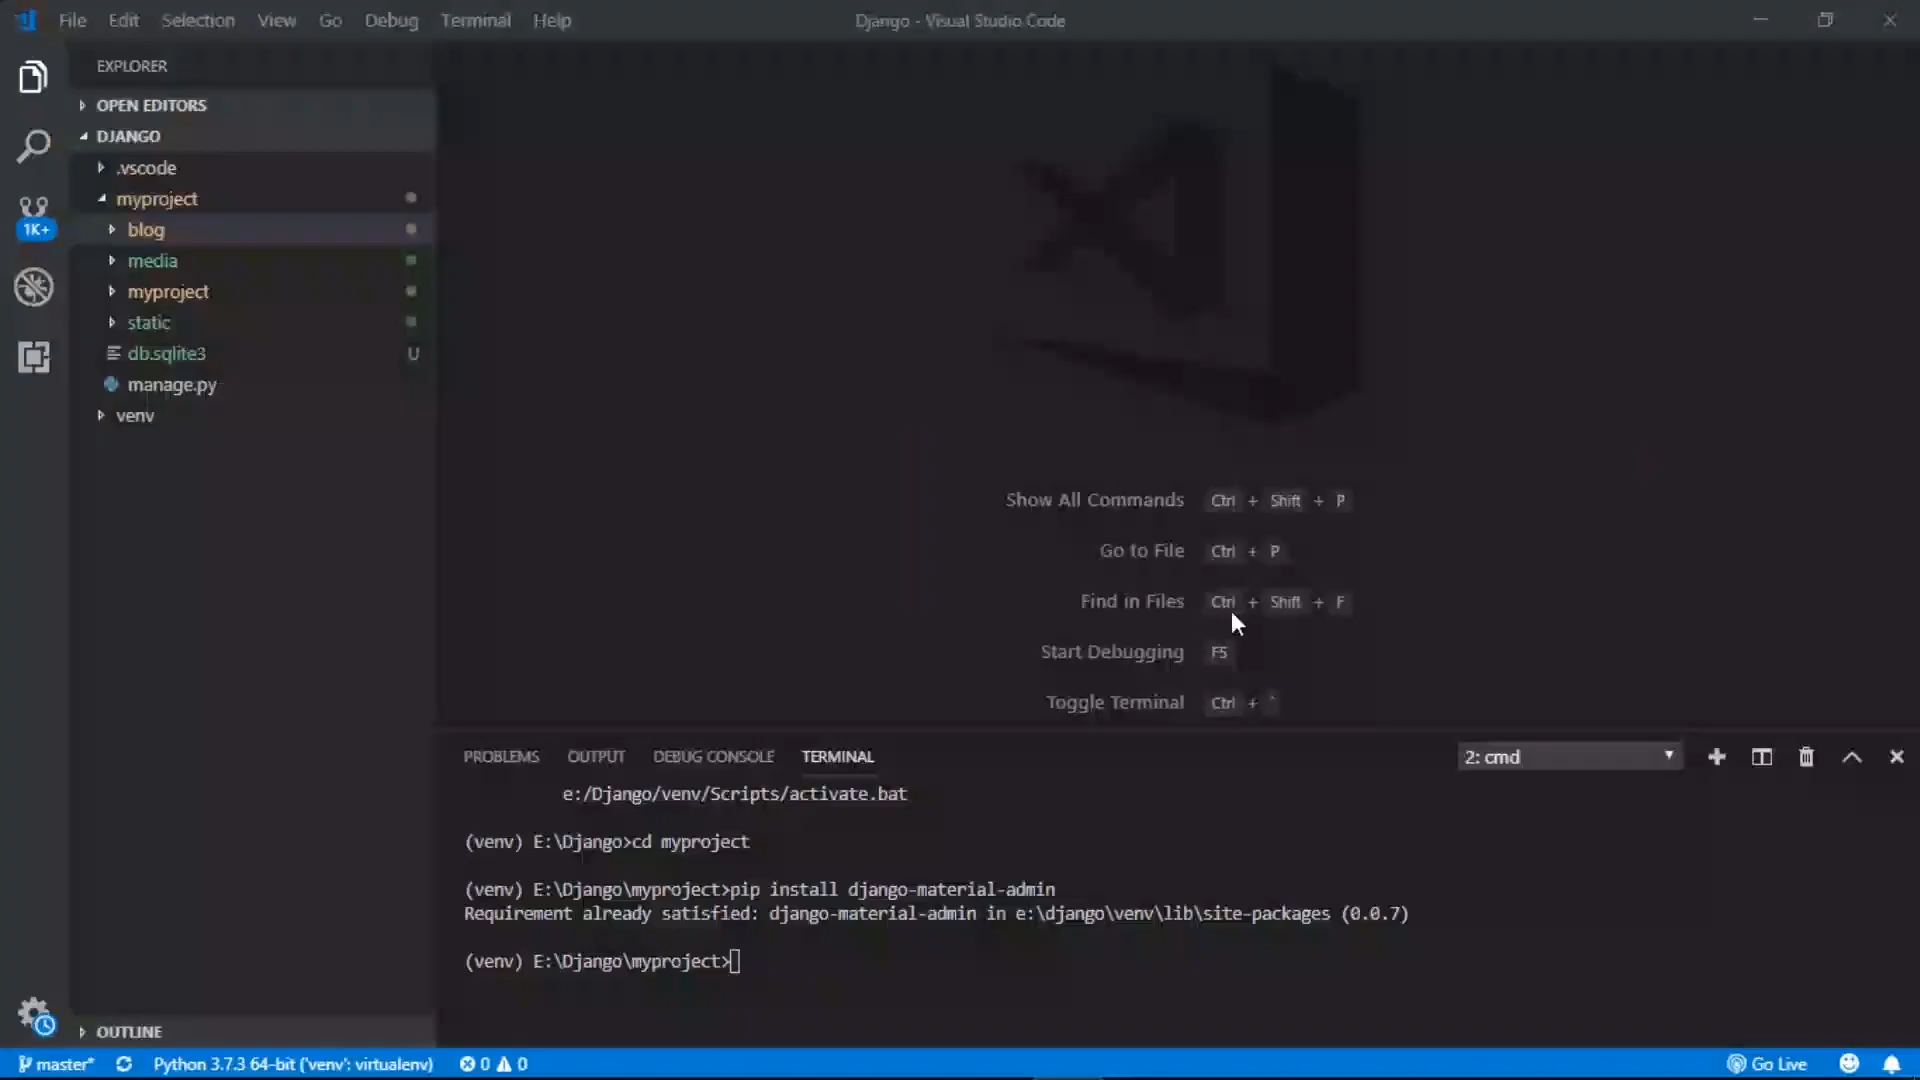 File Edit Selection View Go Debug Terminal Help
Django - Visual Studio Code
EXPLORER
OPEN EDITORS
DJANGO
.vscode
myproject
1K+
blog
media
myproject
static
db.sqlite3 U
manage.py
venv
Show All Commands Ctrl + Shift + P
Go to File Ctrl + P
Find in Files Ctrl + Shift + F
Start Debugging F5
Toggle Terminal Ctrl + `
PROBLEMS OUTPUT DEBUG CONSOLE TERMINAL
2: cmd
e:/Django/venv/Scripts/activate.bat
(venv) E:\Django>cd myproject
(venv) E:\Django\myproject>pip install django-material-admin
Requirement already satisfied: django-material-admin in e:\django\venv\lib\site-packages (0.0.7)
(venv) E:\Django\myproject>
OUTLINE
master* Python 3.7.3 64-bit ('venv': virtualenv) 0 0 Go Live